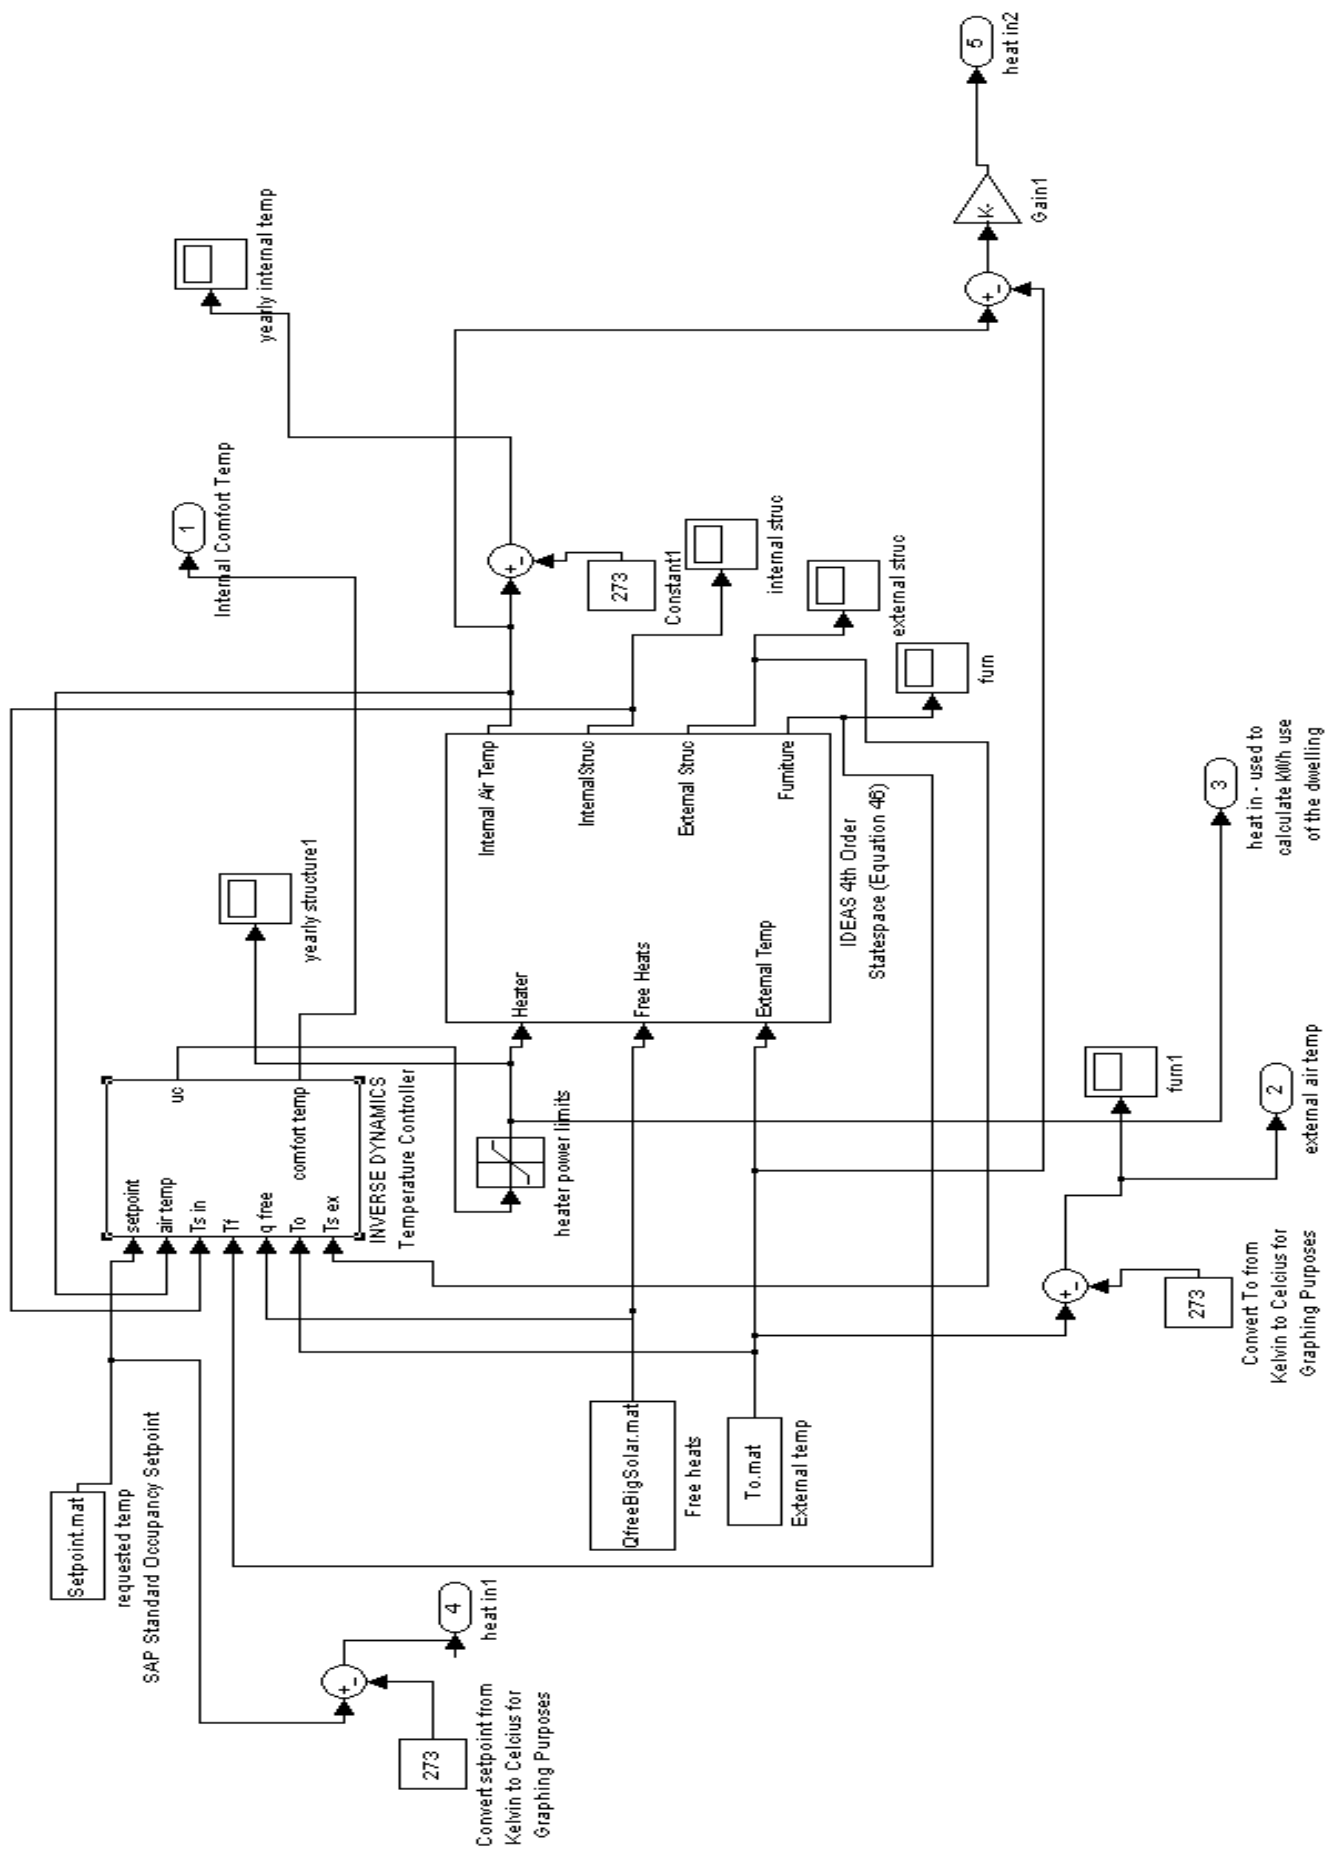 Setpoint.mat
requested temp
SAP Standard Occupancy Setpoint
setpoint
air temp
Ts in
Tf
q free
To
Ts ex
uc
comfort temp
INVERSE DYNAMICS
Temperature Controller
yearly structure1
1
Internal Comfort Temp
yearly internal temp
4
heat in1
273
Convert setpoint from
Kelvin to Celcius for
Graphing Purposes
QfreeBigSolar.mat
Free heats
To.mat
External temp
heater power limits
Heater
Free Heats
External Temp
Internal Air Temp
InternalStruc
External Struc
Furniture
IDEAS 4th Order
Statespace (Equation 46)
+
-
273
Constant1
internal struc
external struc
furn
+
-
K-
Gain1
5
heat in2
+
-
+
-
273
Convert To from
Kelvin to Celcius for
Graphing Purposes
furn1
2
external air temp
3
heat in - used to
calculate kWh use
of the dwelling